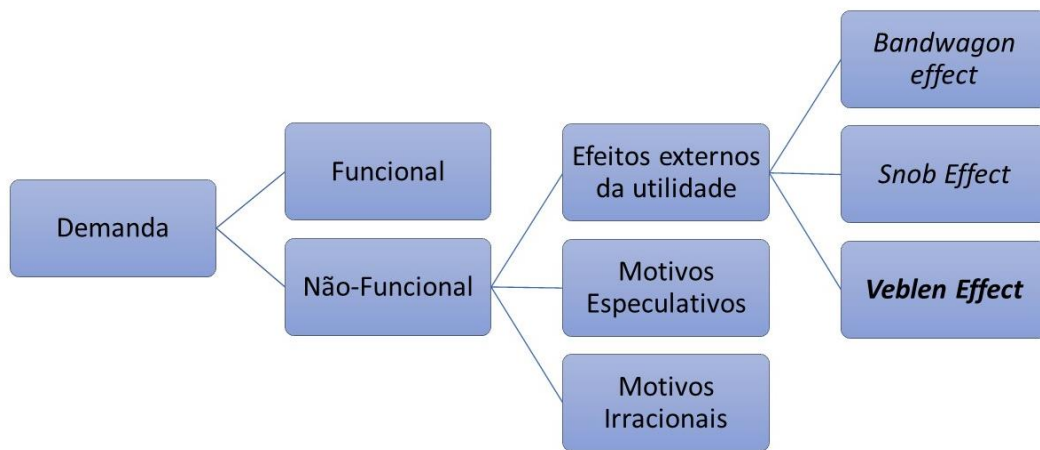 Demanda
Funcional
Não-Funcional
Efeitos externos
da utilidade
Motivos
Especulativos
Motivos
Irracionais
Bandwagon
effect
Snob Effect
Veblen Effect